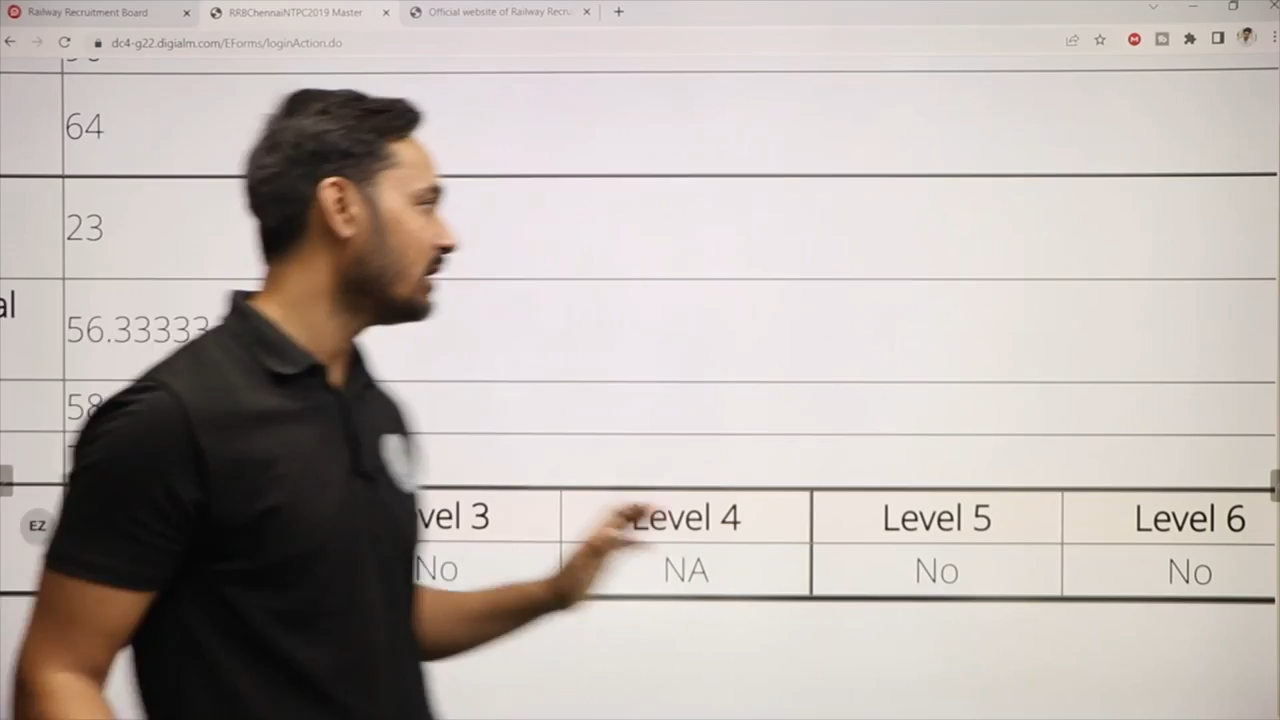 Railway Recruitment Board
RRBChennaiNTPC2019 Master
Official website of Railway Recru
dc4-g22.digialm.com/EForms/loginAction.do
64
23
al
56.33333
58
EZ
vel 3 Level 4 Level 5 Level 6
No NA No No